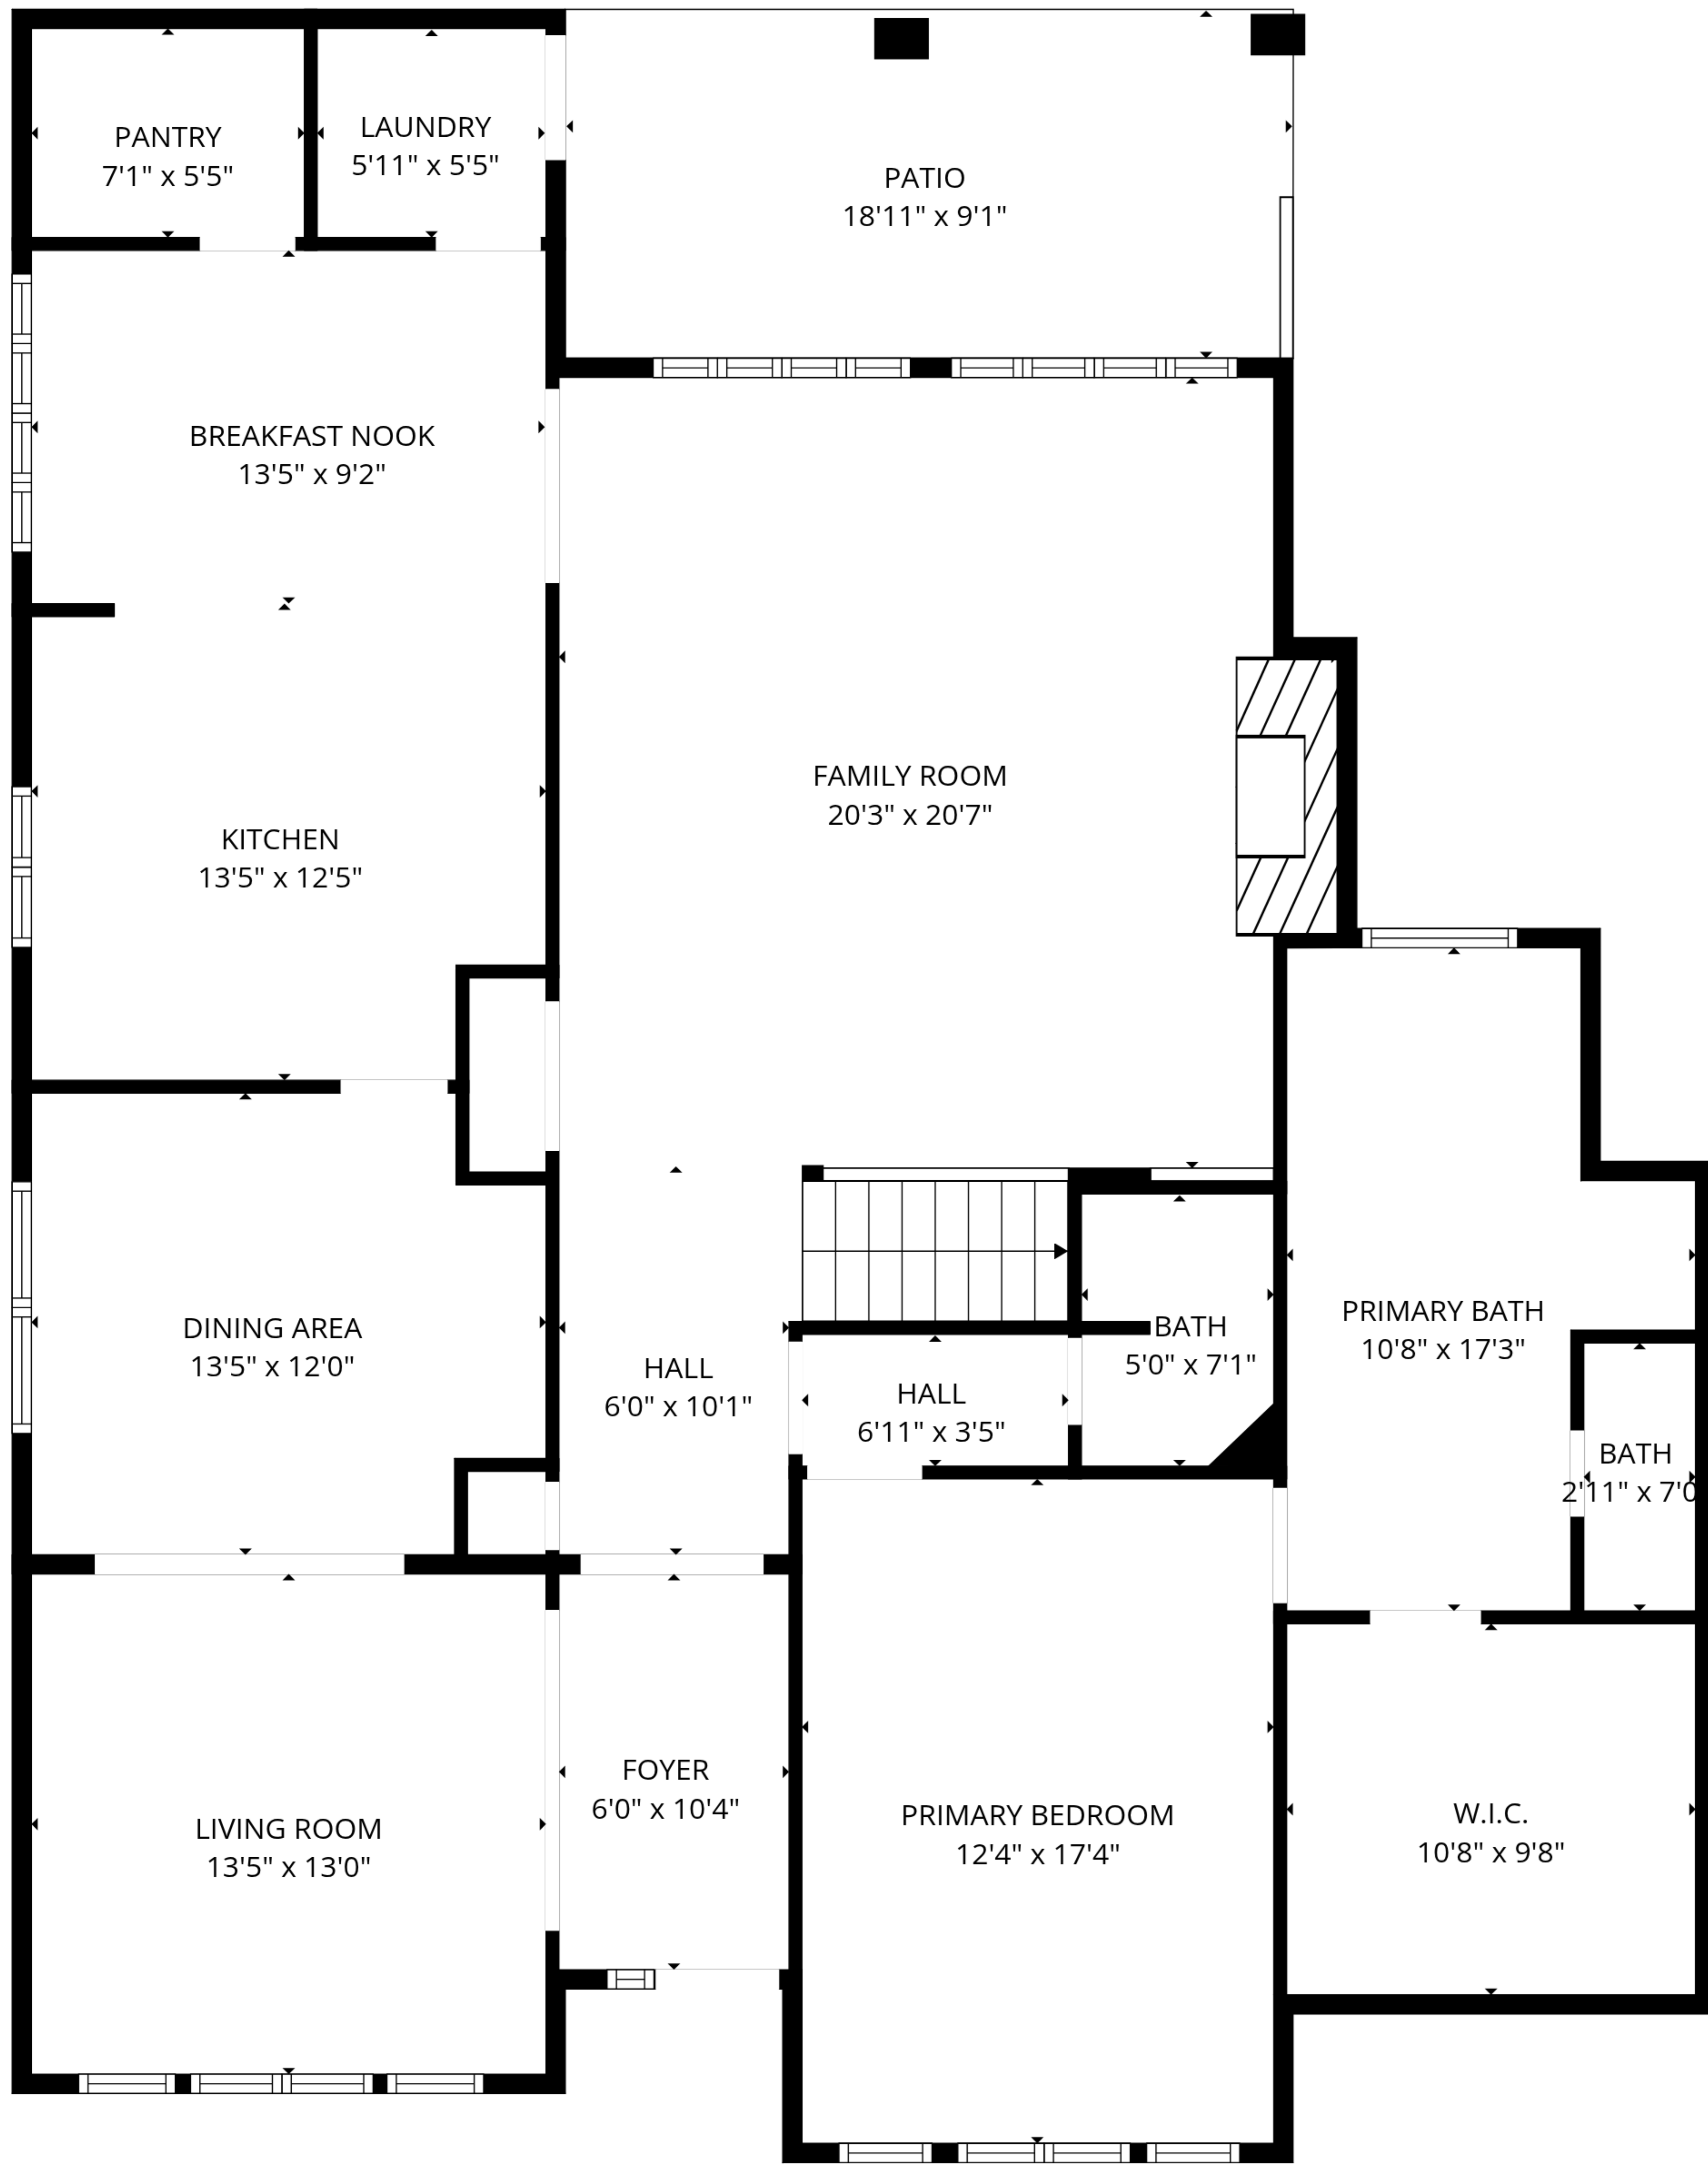 PANTRY
7'1" x 5'5"
LAUNDRY
5'11" x 5'5"
PATIO
18'11" x 9'1"
BREAKFAST NOOK
13'5" x 9'2"
FAMILY ROOM
20'3" x 20'7"
KITCHEN
13'5" x 12'5"
DINING AREA
13'5" x 12'0"
HALL
6'0" x 10'1"
HALL
6'11" x 3'5"
BATH
5'0" x 7'1"
PRIMARY BATH
10'8" x 17'3"
BATH
2'11" x 7'0
LIVING ROOM
13'5" x 13'0"
FOYER
6'0" x 10'4"
PRIMARY BEDROOM
12'4" x 17'4"
W.I.C.
10'8" x 9'8"